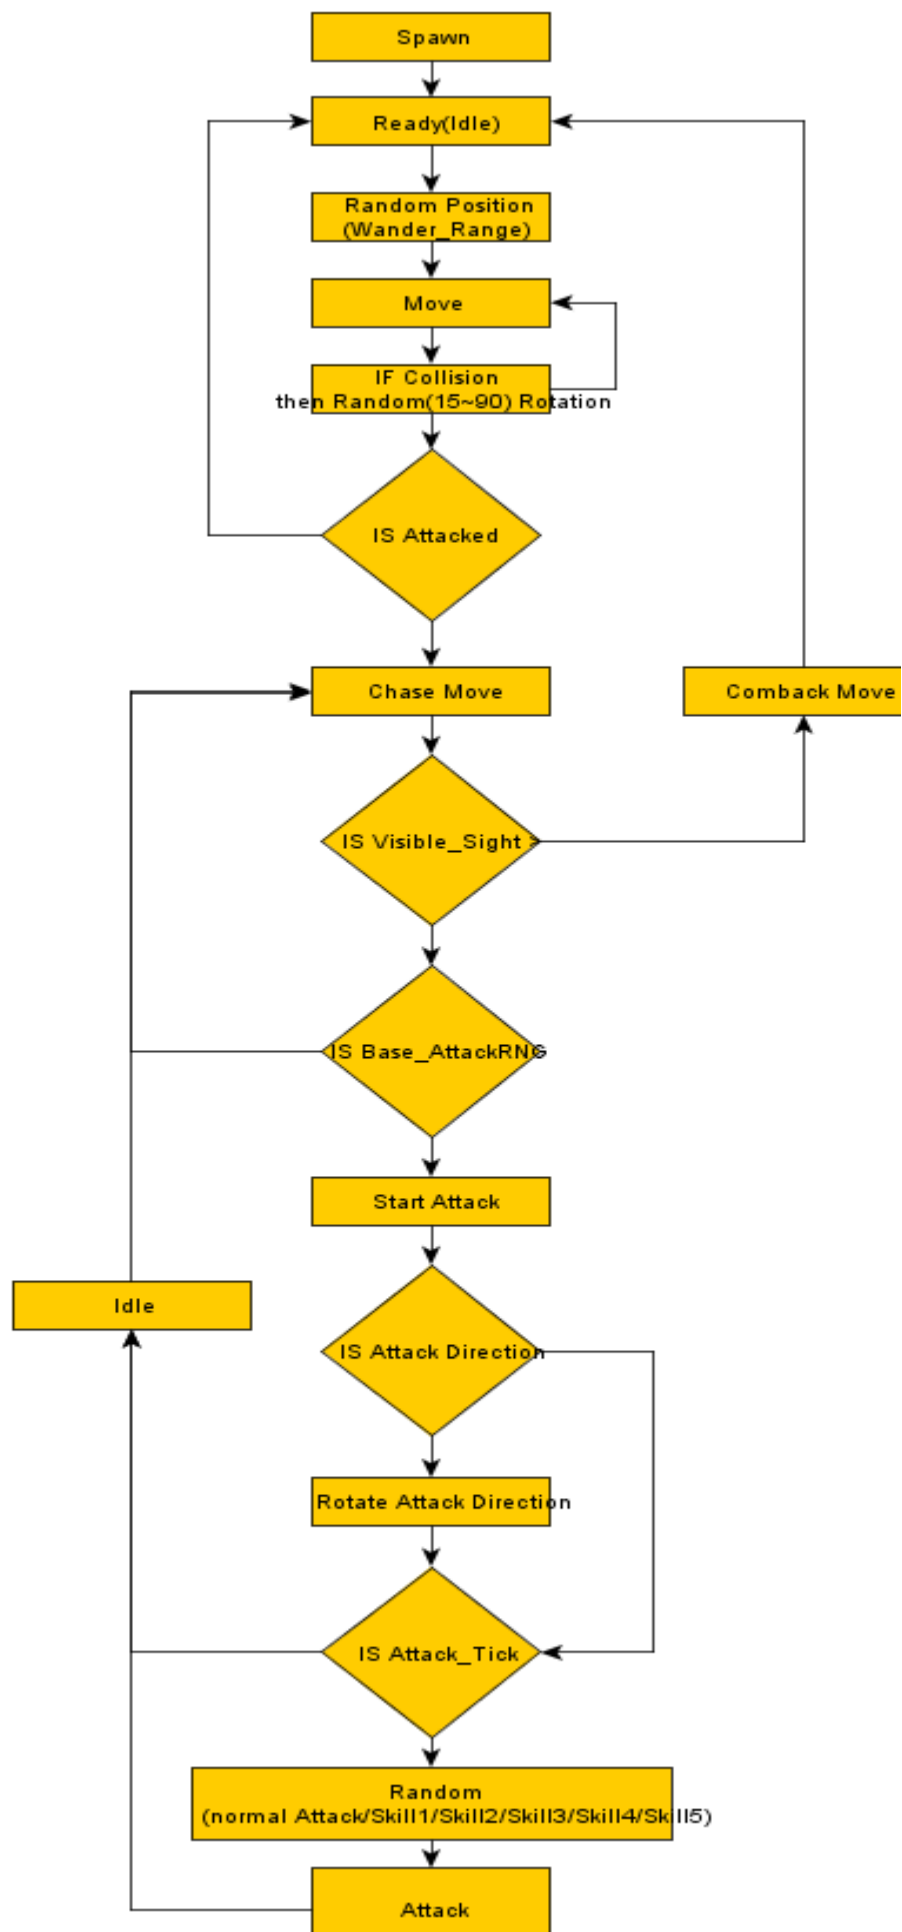 Spawn
Ready(Idle)
Random Position
(Wander_Range)
Move
IF Collision
then Random(15~90) Rotation
IS Attacked
Chase Move
Comback Move
IS Visible_Sight >
IS Base_AttackRNG
Start Attack
Idle
IS Attack Direction
Rotate Attack Direction
IS Attack_Tick
Random
(normal Attack/Skill1/Skill2/Skill3/Skill4/Skill5)
Attack